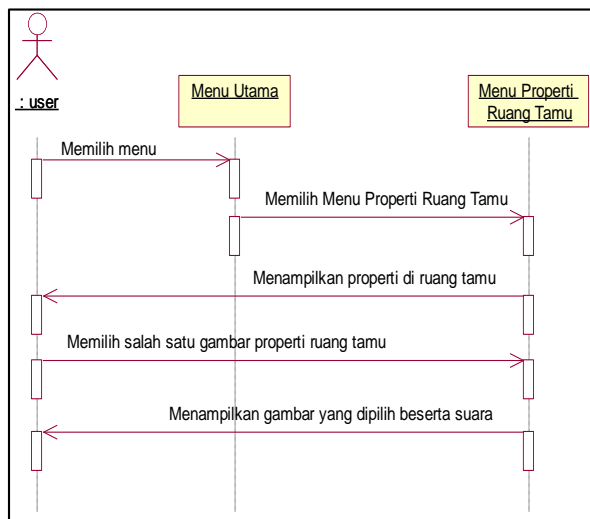 : user
Menu Utama
Menu Properti
Ruang Tamu
Memilih menu
Memilih Menu Properti Ruang Tamu
Menampilkan properti di ruang tamu
Memilih salah satu gambar properti ruang tamu
Menampilkan gambar yang dipilih beserta suara